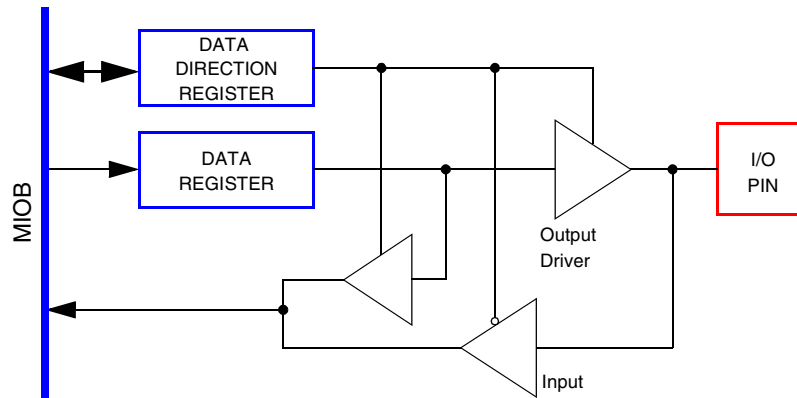 DATA
DIRECTION
REGISTER
DATA
REGISTER
I/O
PIN
MIOB
Output
Driver
Input